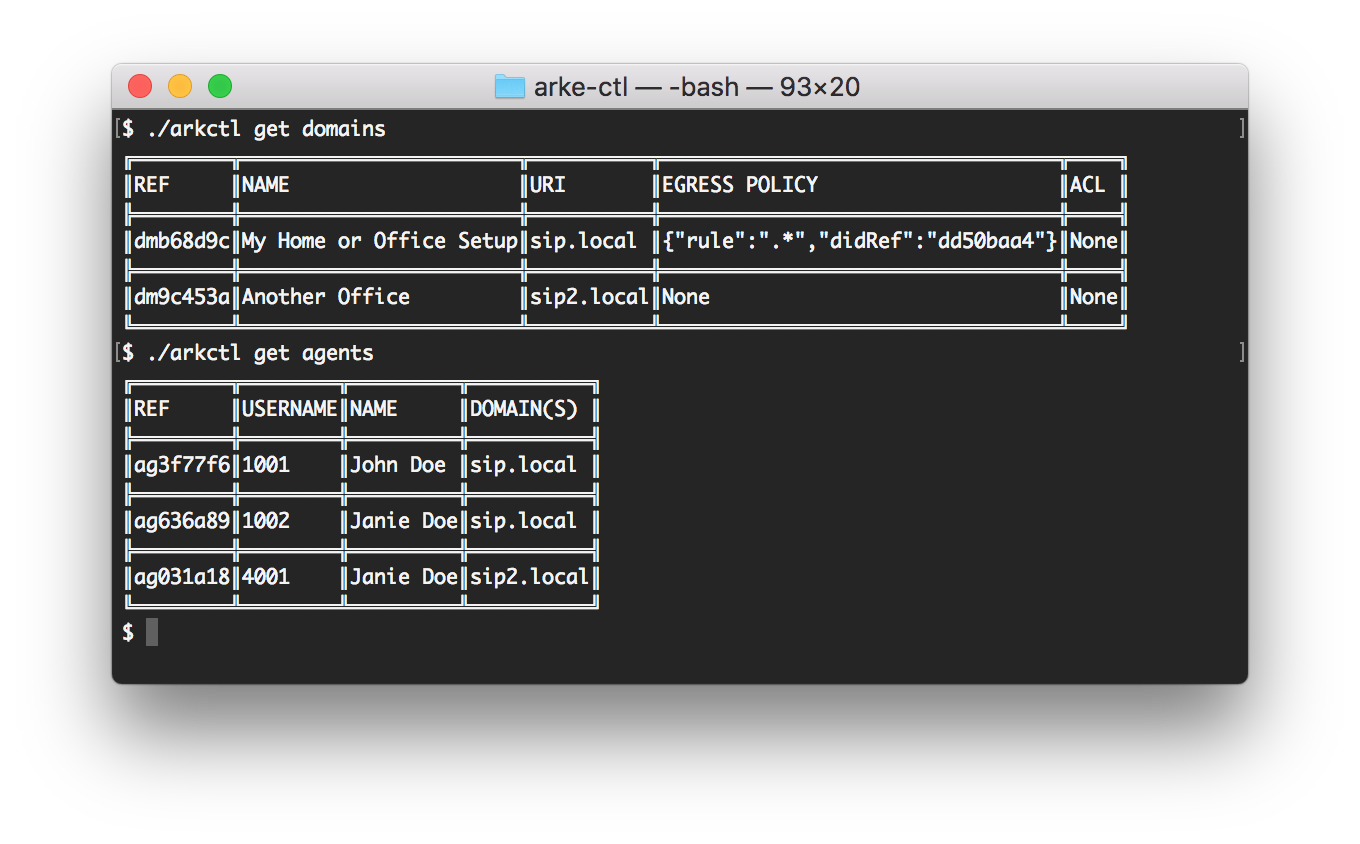 arke-ctl — -bash — 93×20
$ ./arkctl get domains
REF NAME URI EGRESS POLICY ACL
dmb68d9c My Home or Office Setup sip.local {"rule":".*","didRef":"dd50baa4"} None
dm9c453a Another Office sip2.local None None
$ ./arkctl get agents
REF USERNAME NAME DOMAIN(S)
ag3f77f6 1001 John Doe sip.local
ag636a89 1002 Janie Doe sip.local
ag031a18 4001 Janie Doe sip2.local
$